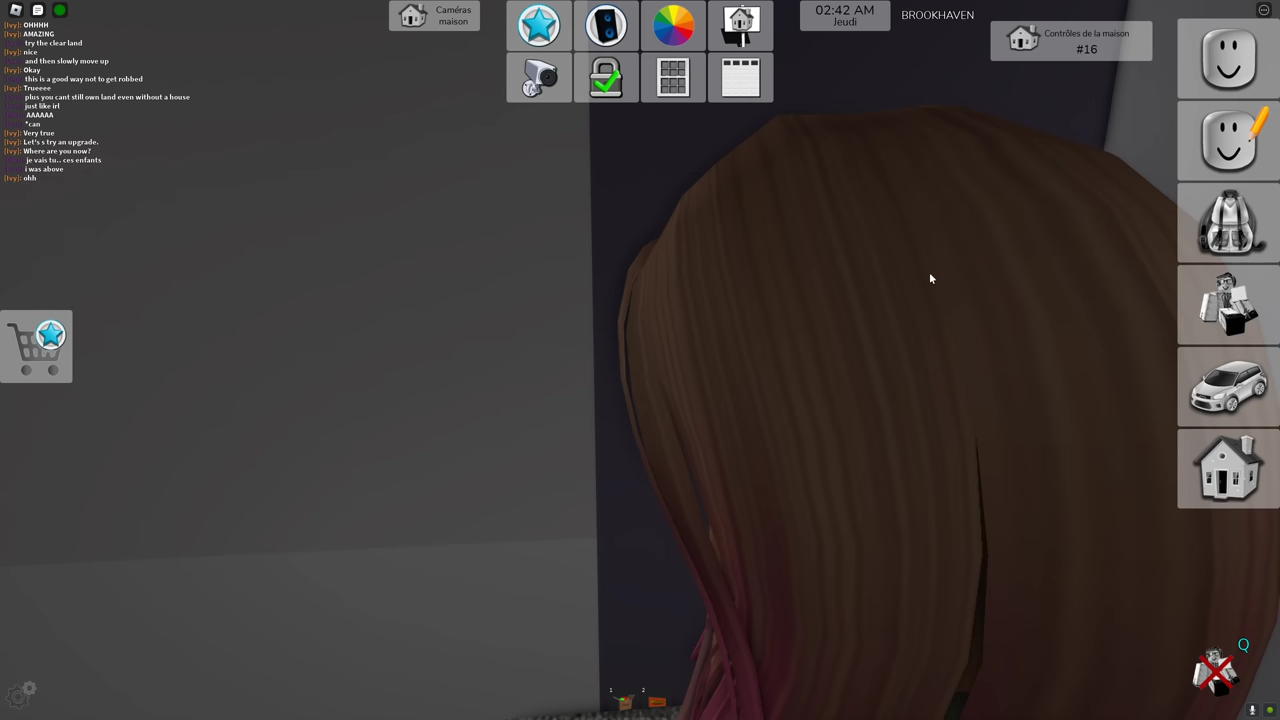 [Ivy]: OHHHH
[Ivy]: AMAZING
try the clear land
[Ivy]: nice
and then slowly move up
[Ivy]: Okay
this is a good way not to get robbed
[Ivy]: Trueeee
plus you cant still own land even without a house
just like irl
AAAAAA
*can
[Ivy]: Very true
[Ivy]: Let's s try an upgrade.
[Ivy]: Where are you now?
je vais tu.. ces enfants
i was above
[Ivy]: ohh
Caméras
maison
02:42 AM
Jeudi
BROOKHAVEN
Contrôles de la maison
#16
Q
1
2